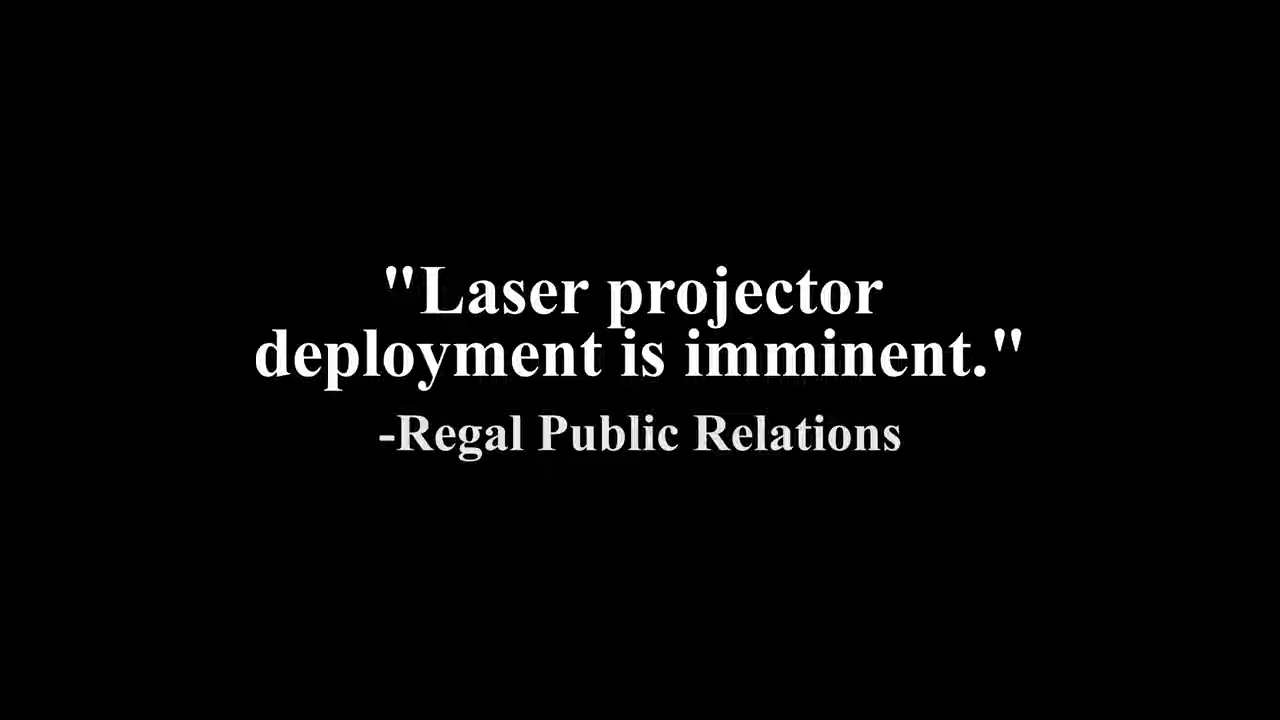 "Laser projector
deployment is imminent."
-Regal Public Relations